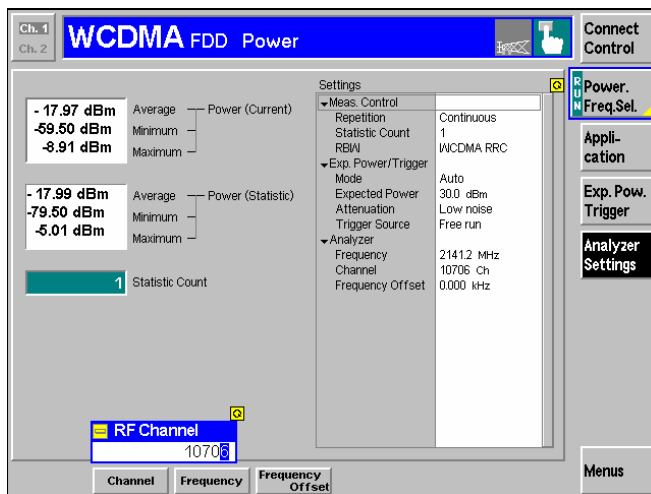 Ch. 1
Ch. 2
WCDMA FDD Power
Connect
Control
Settings
RUN
Power.
Freq.Sel.
- 17.97 dBm Average Power (Current)
-59.50 dBm Minimum
-8.91 dBm Maximum
- 17.99 dBm Average Power (Statistic)
-79.50 dBm Minimum
-5.01 dBm Maximum
1 Statistic Count
Meas. Control
Repetition Continuous
Statistic Count 1
RBW WCDMA RRC
Exp. Power/Trigger
Mode Auto
Expected Power 30.0 dBm
Attenuation Low noise
Trigger Source Free run
Analyzer
Frequency 2141.2 MHz
Channel 10706 Ch
Frequency Offset 0.000 kHz
Appli-
cation
Exp. Pow.
Trigger
Analyzer
Settings
RF Channel
10706
Channel
Frequency
Frequency
Offset
Menus